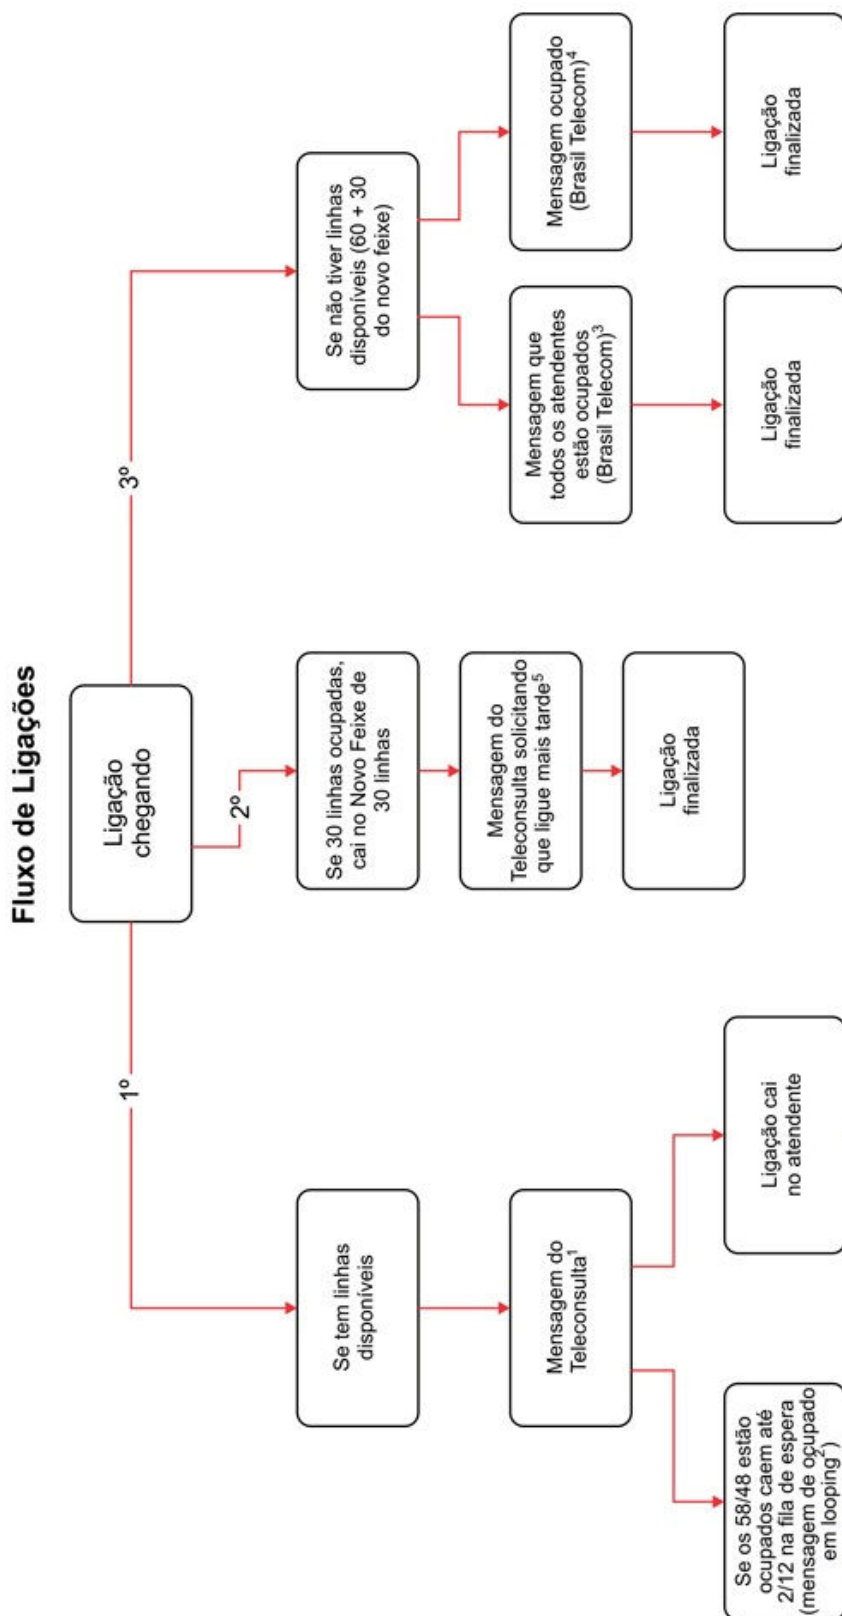 Fluxo de Ligações
Ligação
chegando
1º
2º
3º
Se tem linhas
disponíveis
Mensagem do
Teleconsulta¹
Se os 58/48 estão
ocupados caem até
2/12 na fila de espera
(mensagem de ocupado
em looping²)
Ligação cai
no atendente
Se 30 linhas ocupadas,
cai no Novo Feixe de
30 linhas
Mensagem do
Teleconsulta solicitando
que ligue mais tarde⁵
Ligação
finalizada
Se não tiver linhas
disponíveis (60 + 30
do novo feixe)
Mensagem que
todos os atendentes
estão ocupados
(Brasil Telecom)³
Ligação
finalizada
Mensagem ocupado
(Brasil Telecom)⁴
Ligação
finalizada